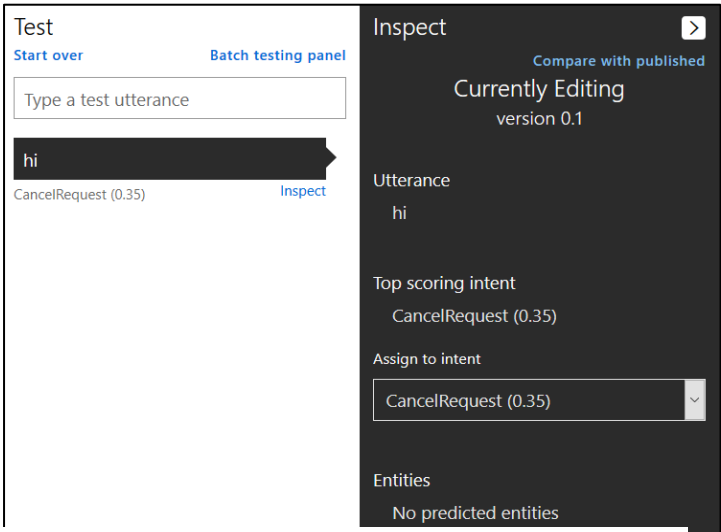 Test
Start over
Batch testing panel
Type a test utterance
hi
CancelRequest (0.35)
Inspect
Inspect
Compare with published
Currently Editing
version 0.1
Utterance
hi
Top scoring intent
CancelRequest (0.35)
Assign to intent
CancelRequest (0.35)
Entities
No predicted entities